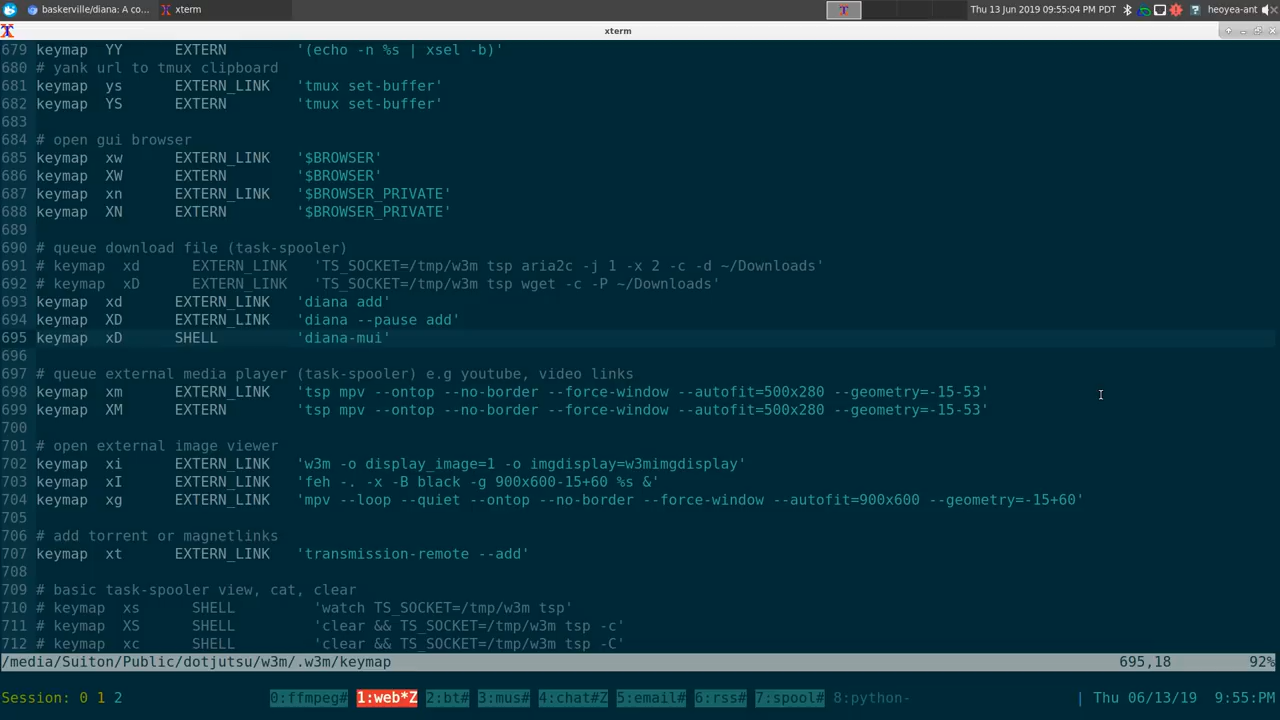 baskerville/diana: A co...
xterm
T
Thu 13 Jun 2019 09:55:04 PM PDT
heoyea-ant
xterm
679 keymap  YY      EXTERN        '(echo -n %s | xsel -b)'
680 # yank url to tmux clipboard
681 keymap  ys      EXTERN_LINK   'tmux set-buffer'
682 keymap  YS      EXTERN        'tmux set-buffer'
683
684 # open gui browser
685 keymap  xw      EXTERN_LINK   '$BROWSER'
686 keymap  XW      EXTERN        '$BROWSER'
687 keymap  xn      EXTERN_LINK   '$BROWSER_PRIVATE'
688 keymap  XN      EXTERN        '$BROWSER_PRIVATE'
689
690 # queue download file (task-spooler)
691 # keymap  xd      EXTERN_LINK   'TS_SOCKET=/tmp/w3m tsp aria2c -j 1 -x 2 -c -d ~/Downloads'
692 # keymap  xD      EXTERN_LINK    'TS_SOCKET=/tmp/w3m tsp wget -c -P ~/Downloads'
693 keymap  xd      EXTERN_LINK   'diana add'
694 keymap  XD      EXTERN_LINK   'diana --pause add'
695 keymap  xD      SHELL         'diana-mui'
696
697 # queue external media player (task-spooler) e.g youtube, video links
698 keymap  xm      EXTERN_LINK   'tsp mpv --ontop --no-border --force-window --autofit=500x280 --geometry=-15-53'
699 keymap  XM      EXTERN        'tsp mpv --ontop --no-border --force-window --autofit=500x280 --geometry=-15-53'
700
701 # open external image viewer
702 keymap  xi      EXTERN_LINK   'w3m -o display_image=1 -o imgdisplay=w3mimgdisplay'
703 keymap  xI      EXTERN_LINK   'feh -. -x -B black -g 900x600-15+60 %s &'
704 keymap  xg      EXTERN_LINK   'mpv --loop --quiet --ontop --no-border --force-window --autofit=900x600 --geometry=-15+60'
705
706 # add torrent or magnetlinks
707 keymap  xt      EXTERN_LINK   'transmission-remote --add'
708
709 # basic task-spooler view, cat, clear
710 # keymap  xs      SHELL         'watch TS_SOCKET=/tmp/w3m tsp'
711 # keymap  XS      SHELL         'clear && TS_SOCKET=/tmp/w3m tsp -c'
712 # keymap  xc      SHELL         'clear && TS_SOCKET=/tmp/w3m tsp -C'
/media/Suiton/Public/dotjutsu/w3m/.w3m/keymap 695,18 92%
Session: 0 1 2 0:ffmpeg# 1:web*Z 2:bt# 3:mus# 4:chat#Z 5:email# 6:rss# 7:spool# 8:python- | Thu 06/13/19 9:55:PM